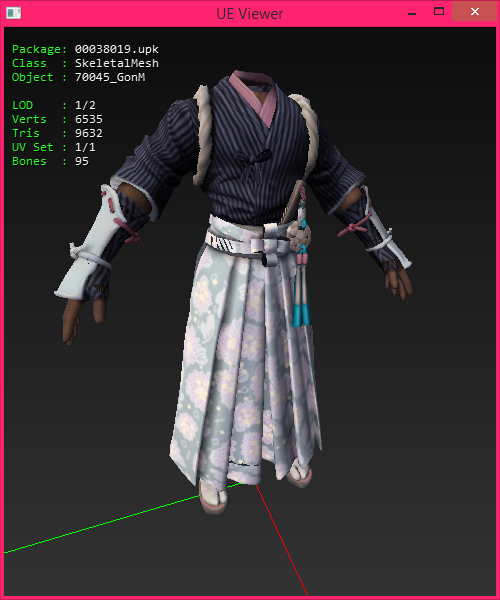 UE Viewer
Package: 00038019.upk
Class : SkeletalMesh
Object : 70045_GonM
LOD : 1/2
Verts : 6535
Tris : 9632
UV Set : 1/1
Bones : 95